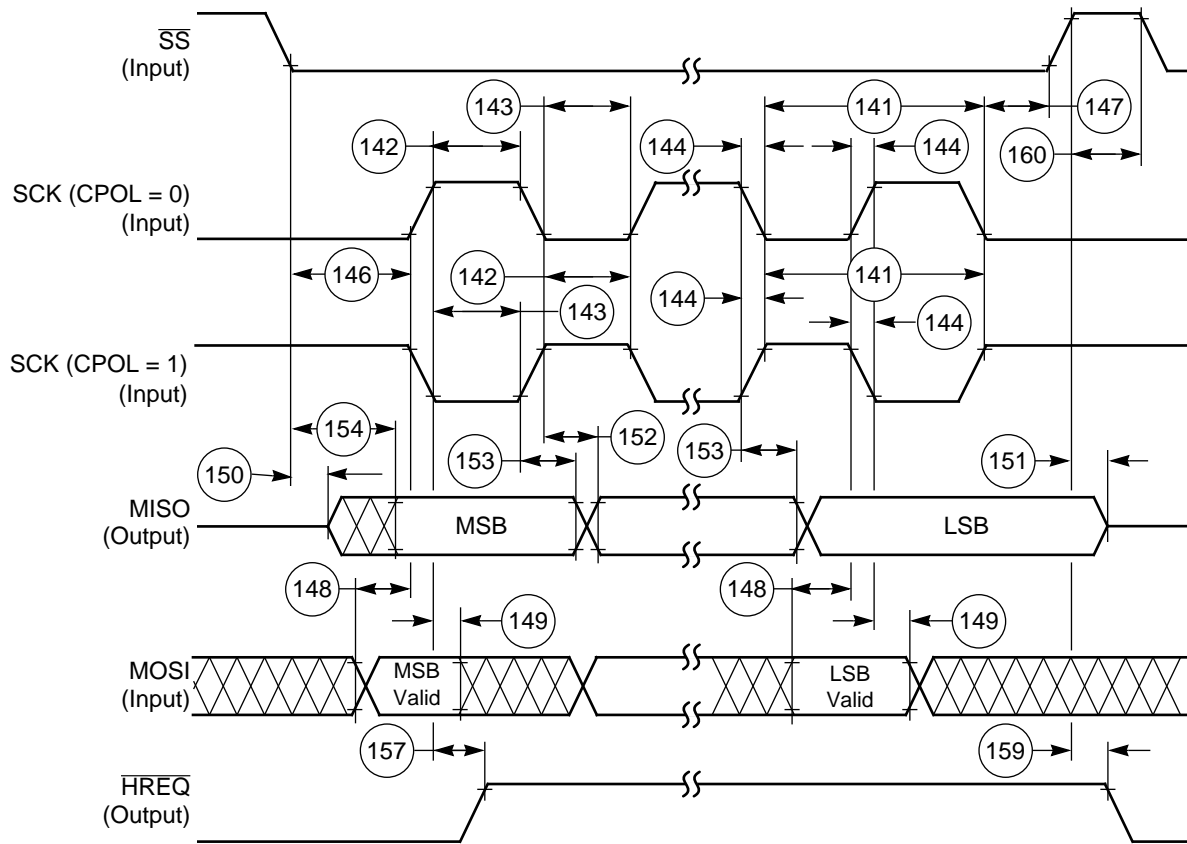 SS
(Input)
143
141
147
142
144
144
160
SCK (CPOL = 0)
(Input)
146
142
141
144
143
144
SCK (CPOL = 1)
(Input)
154
152
150
153
153
151
MISO
(Output)
MSB
LSB
148
148
149
149
MOSI
(Input)
MSB
Valid
LSB
Valid
157
159
HREQ
(Output)